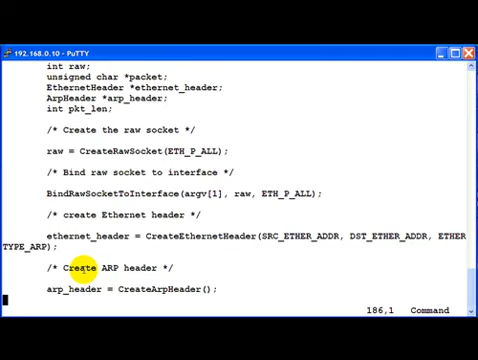 192.168.0.10 - PuTTY
int raw;
unsigned char *packet;
EthernetHeader *ethernet_header;
ArpHeader *arp_header;
int pkt_len;
/* Create the raw socket */
raw = CreateRawSocket(ETH_P_ALL);
/* Bind raw socket to interface */
BindRawSocketToInterface(argv[1], raw, ETH_P_ALL);
/* create Ethernet header */
ethernet_header = CreateEthernetHeader(SRC_ETHER_ADDR, DST_ETHER_ADDR, ETHER
TYPE_ARP);
/* Create ARP header */
arp_header = CreateArpHeader();
186,1 Command